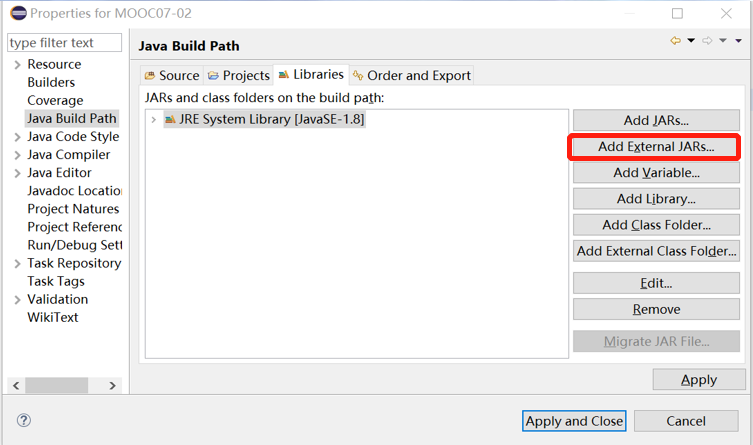 Properties for MOOC07-02
type filter text
Resource
Builders
Coverage
Java Build Path
Java Code Style
Java Compiler
Java Editor
Javadoc Location
Project Natures
Project Referenc
Run/Debug Sett
Task Repository
Task Tags
Validation
WikiText
Java Build Path
Source Projects Libraries Order and Export
JARs and class folders on the build path:
JRE System Library [JavaSE-1.8]
Add JARs...
Add External JARs...
Add Variable...
Add Library...
Add Class Folder...
Add External Class Folder...
Edit...
Remove
Migrate JAR File...
Apply
Apply and Close
Cancel